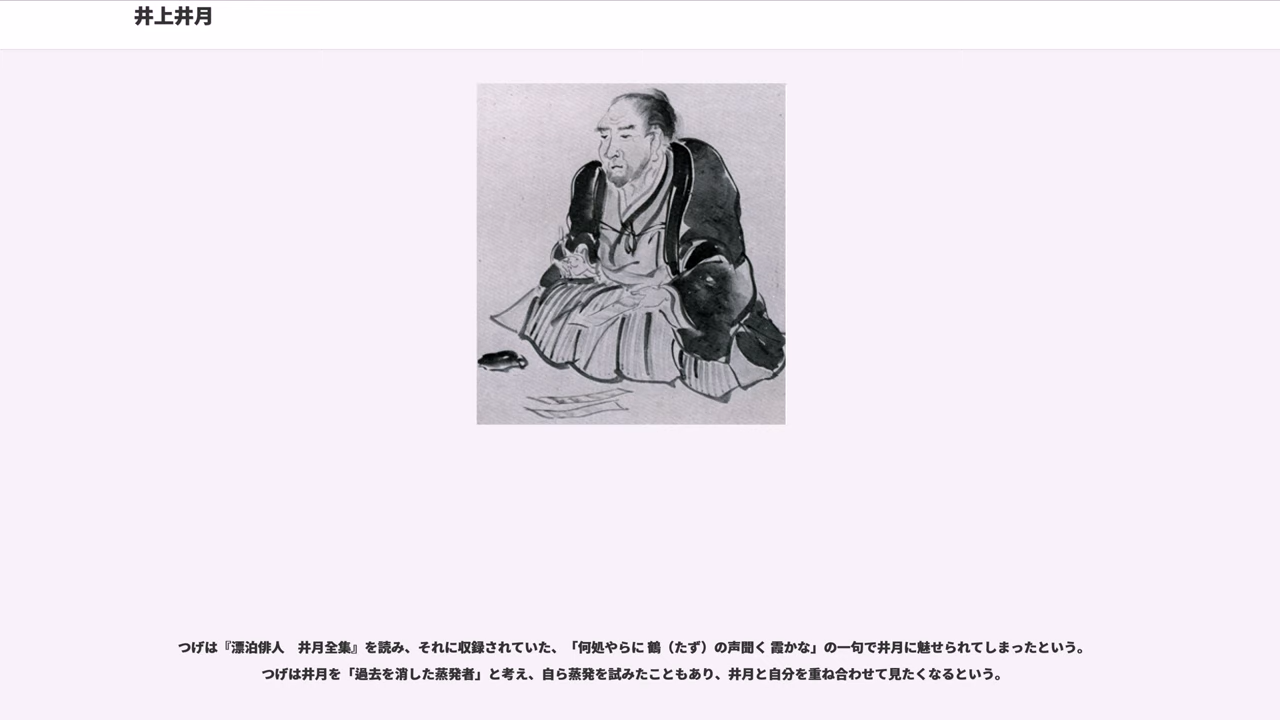 井上井月
つげは『漂泊俳人　井月全集』を読み、それに収録されていた、「何処やらに 鶴（たず）の声聞く 霞かな」の一句で井月に魅せられてしまったという。
つげは井月を「過去を消した蒸発者」と考え、自ら蒸発を試みたこともあり、井月と自分を重ね合わせて見たくなるという。